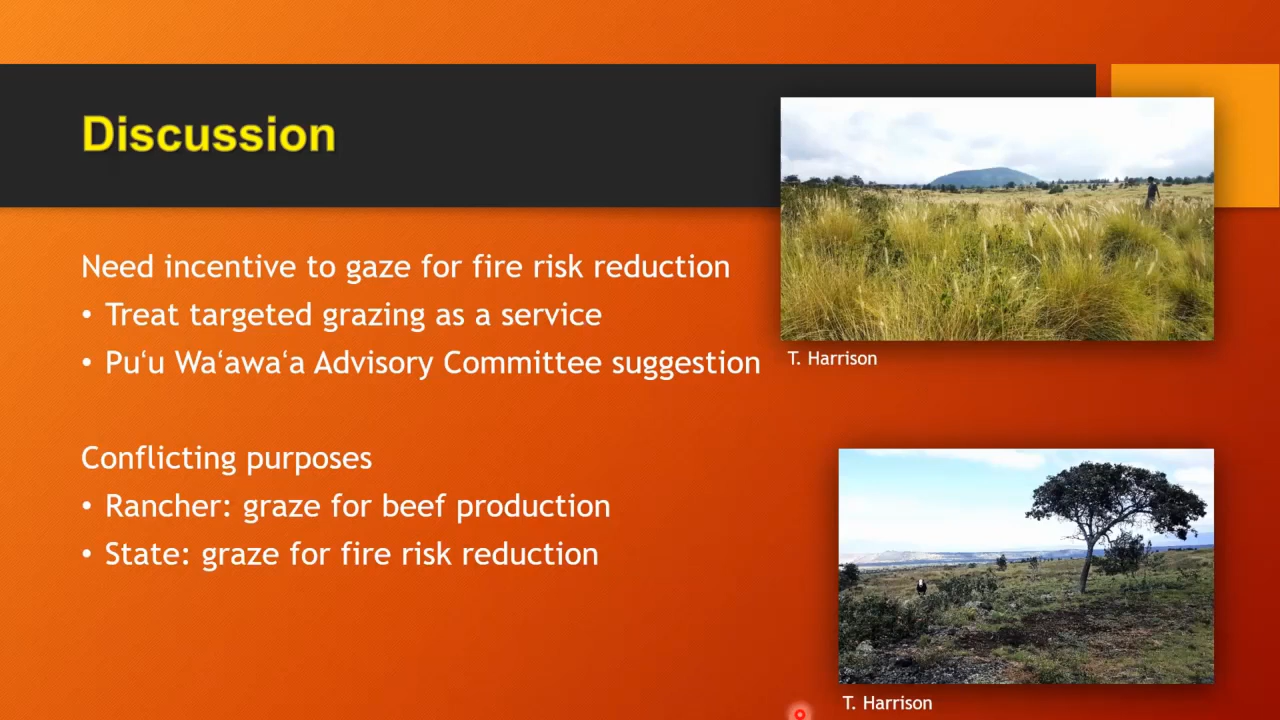 Discussion
Need incentive to gaze for fire risk reduction
• Treat targeted grazing as a service
• Puʻu Waʻawaʻa Advisory Committee suggestion
T. Harrison
Conflicting purposes
• Rancher: graze for beef production
• State: graze for fire risk reduction
T. Harrison